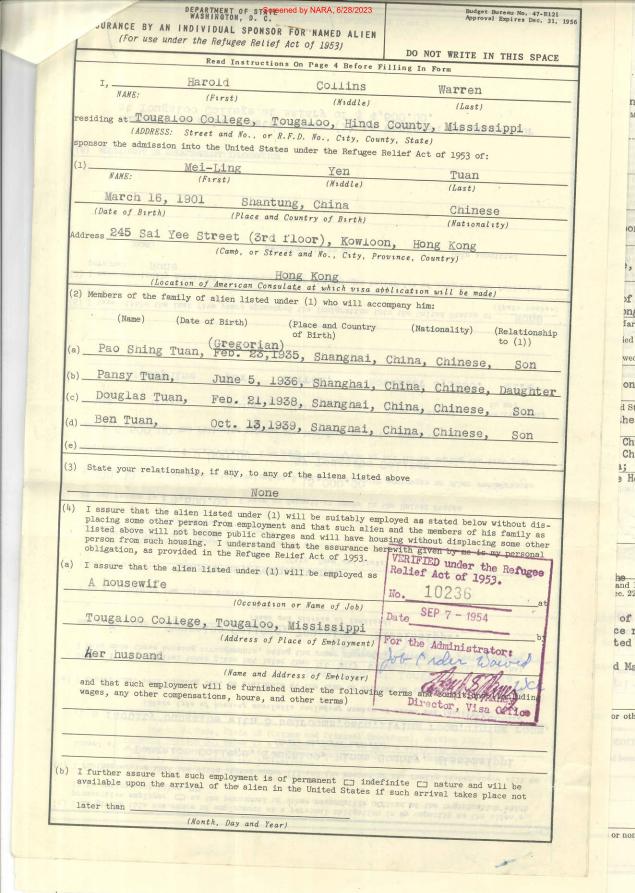 DEPARTMENT OF STATE
WASHINGTON, D. C.
Screened by NARA, 6/28/2023
Budget Bureau No. 47-R121
Approval Expires Dec. 31, 1956
SURANCE BY AN INDIVIDUAL SPONSOR FOR NAMED ALIEN
(For use under the Refugee Relief Act of 1953)
DO NOT WRITE IN THIS SPACE
Read Instructions On Page 4 Before Filling In Form
I, Harold Collins Warren
NAME: (First) (Middle) (Last)
residing at Tougaloo College, Tougaloo, Hinds County, Mississippi
(ADDRESS: Street and No., or R.F.D. No., City, County, State)
sponsor the admission into the United States under the Refugee Relief Act of 1953 of:
(1) Mei-Ling Yen Tuan
NAME: (First) (Middle) (Last)
March 16, 1901 Shantung, China Chinese
(Date of Birth) (Place and Country of Birth) (Nationality)
Address 245 Sai Yee Street (3rd floor), Kowloon, Hong Kong
(Camp, or Street and No., City, Province, Country)
Hong Kong
(Location of American Consulate at which visa application will be made)
(2) Members of the family of alien listed under (1) who will accompany him:
(Name) (Date of Birth) (Place and Country of Birth) (Nationality) (Relationship to (1))
(Gregorian)
(a) Pao Shing Tuan, Feb. 23,1935, Shanghai, China, Chinese, Son
(b) Pansy Tuan, June 5, 1936, Shanghai, China, Chinese, Daughter
(c) Douglas Tuan, Feb. 21,1938, Shanghai, China, Chinese, Son
(d) Ben Tuan, Oct. 13,1939, Shanghai, China, Chinese, Son
(e)
(3) State your relationship, if any, to any of the aliens listed above
None
(4) I assure that the alien listed under (1) will be suitably employed as stated below without dis-
placing some other person from employment and that such alien and the members of his family as
listed above will not become public charges and will have housing without displacing some other
person from such housing. I understand that the assurance herewith given by me is my personal
obligation, as provided in the Refugee Relief Act of 1953.
(a) I assure that the alien listed under (1) will be employed as
A housewife at
(Occupation or Name of Job)
Tougaloo College, Tougaloo, Mississippi by
(Address of Place of Employment)
Her husband
(Name and Address of Employer)
VERIFIED under the Refugee
Relief Act of 1953.
No. 10236
Date SEP 7 - 1954
For the Administrator:
Job Order Waived
Director, Visa Office
and that such employment will be furnished under the following terms and conditions (including
wages, any other compensations, hours, and other terms)
(b) I further assure that such employment is of permanent indefinite nature and will be
available upon the arrival of the alien in the United States if such arrival takes place not
later than
(Month, Day and Year)